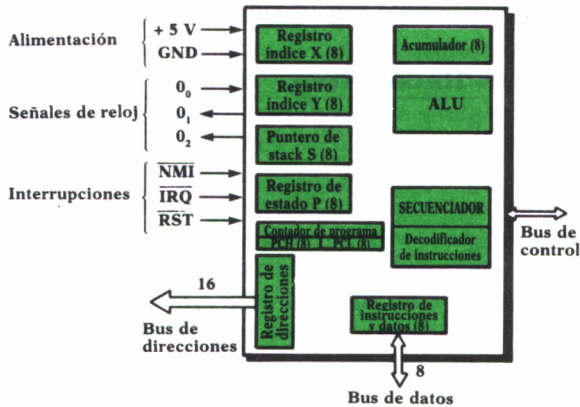 Alimentación
+ 5 V
GND
Señales de reloj
0₀
0₁
0₂
Interrupciones
NMI
IRQ
RST
16
Bus de
direcciones
Registro
índice X (8)
Registro
índice Y (8)
Puntero de
stack S (8)
Registro de
estado P (8)
Contador de programa
PCH (8)
PCL (8)
Registro de
direcciones
Acumulador (8)
ALU
SECUENCIADOR
Decodificador
de instrucciones
Registro de
instrucciones
y datos (8)
Bus de
control
8
Bus de datos